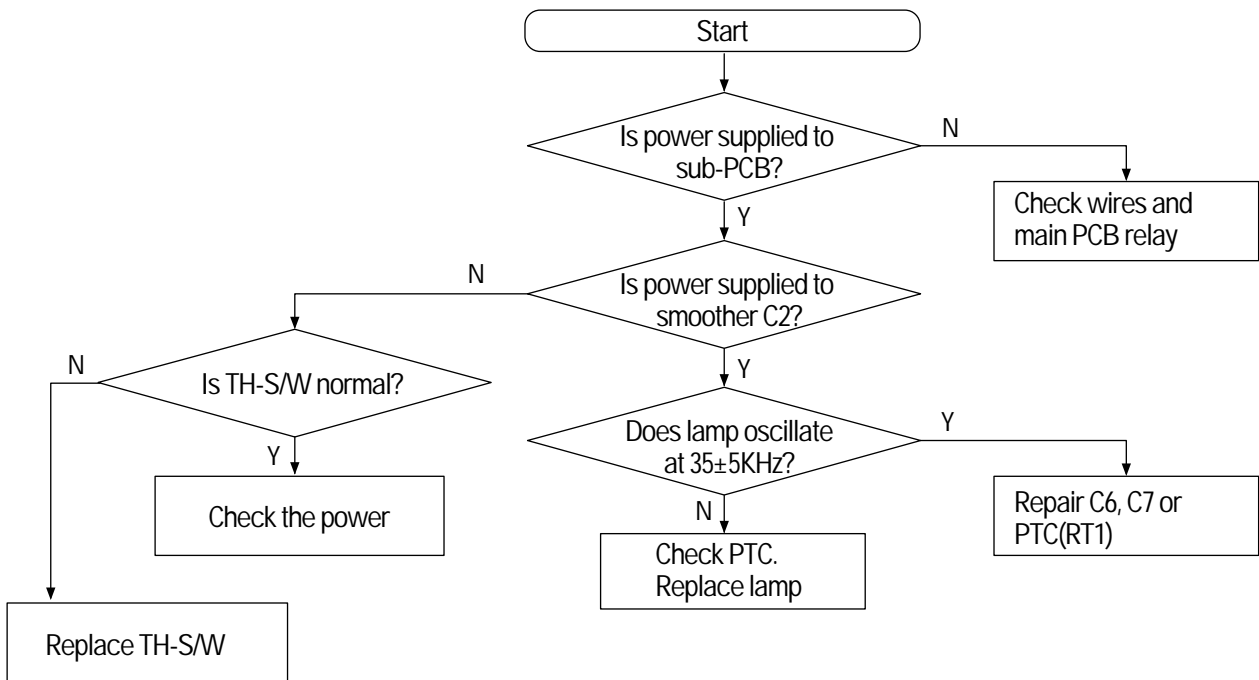 Start
Is power supplied to
sub-PCB?
N
Y
Check wires and
main PCB relay
Is power supplied to
smoother C2?
N
Y
Is TH-S/W normal?
N
Y
Does lamp oscillate
at 35±5KHz?
Y
N
Check the power
Repair C6, C7 or
PTC(RT1)
Check PTC.
Replace lamp
Replace TH-S/W